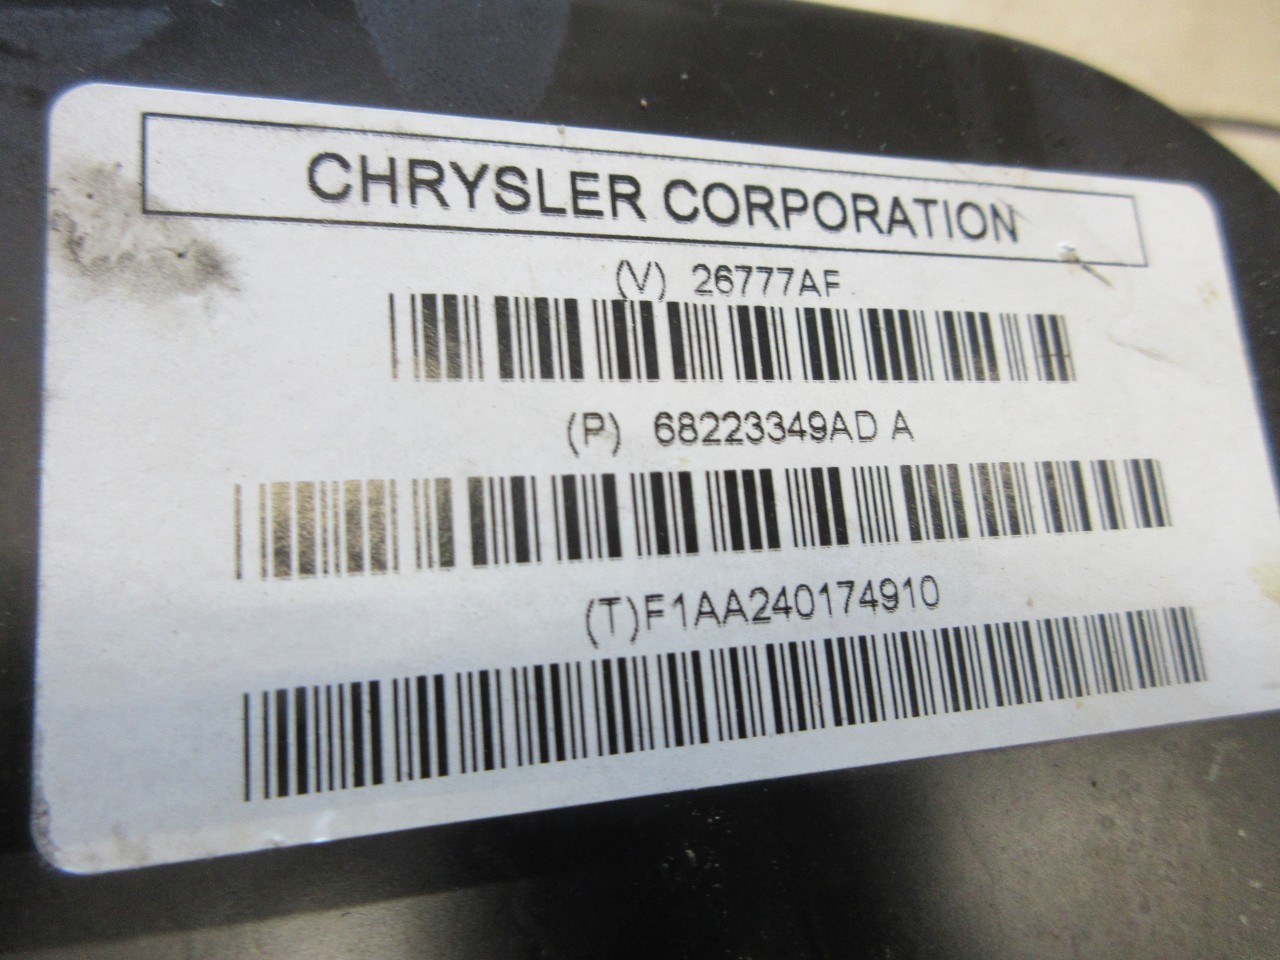 CHRYSLER CORPORATION
(V) 26777AF
(P) 68223349AD A
(T)F1AA240174910